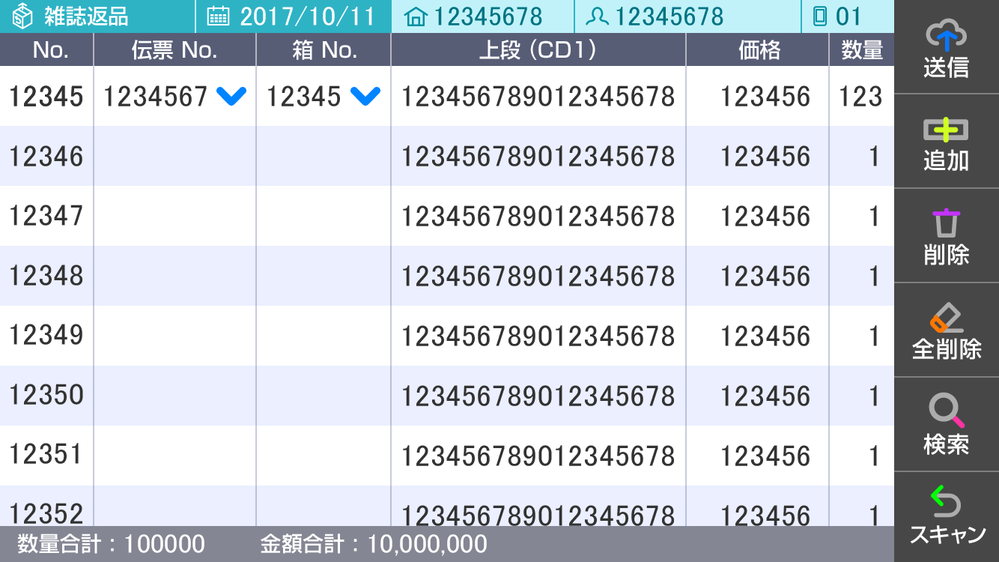 雑誌返品 2017/10/11 12345678 12345678 01
No. 伝票 No. 箱 No. 上段（CD1） 価格 数量
12345 1234567 12345 123456789012345678 123456 123
12346 123456789012345678 123456 1
12347 123456789012345678 123456 1
12348 123456789012345678 123456 1
12349 123456789012345678 123456 1
12350 123456789012345678 123456 1
12351 123456789012345678 123456 1
12352 123456789012345678 123456 1
数量合計：100000 金額合計：10,000,000
送信
追加
削除
全削除
検索
スキャン